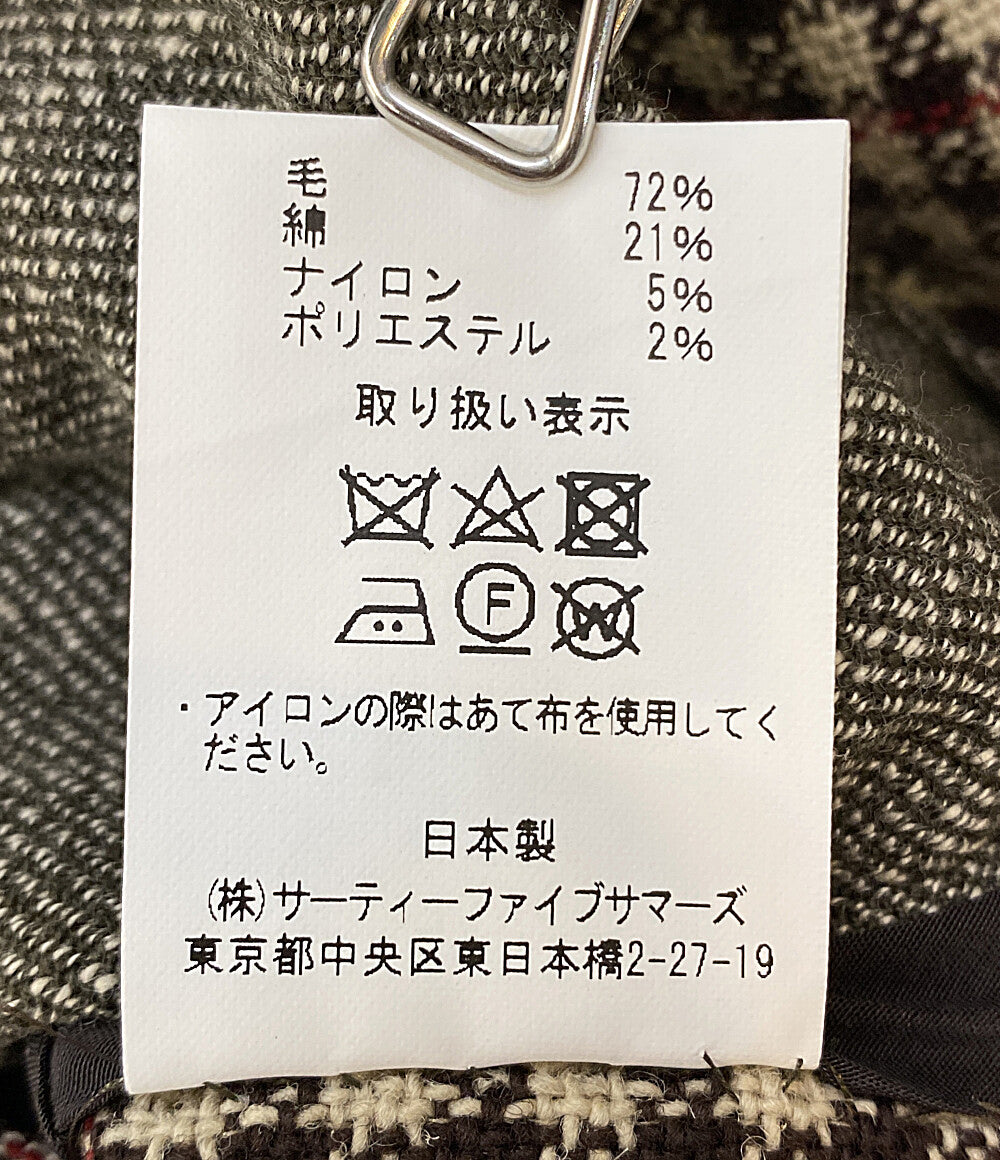 毛 72%
綿 21%
ナイロン 5%
ポリエステル 2%
取り扱い表示
F
W
・アイロンの際はあて布を使用してく
ださい。
日本製
(株)サーティーファイブサマーズ
東京都中央区東日本橋2-27-19